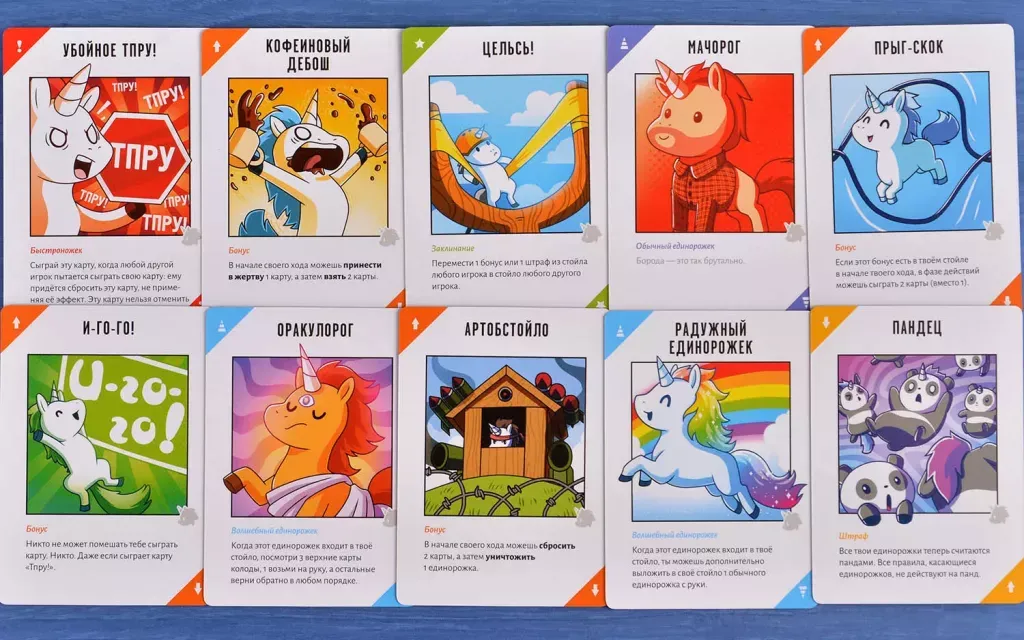 УБОЙНОЕ ТПРУ!
ТПРУ!
ТПРУ!
ТПРУ!
ТПРУ
ТПРУ!
ТПРУ!
ТПРУ!
Быстроножек
Сыграй эту карту, когда любой другой
игрок пытается сыграть свою карту: ему
придётся сбросить эту карту, не приме-
няя её эффект. Эту карту нельзя отменить
КОФЕИНОВЫЙ
ДЕБОШ
Бонус
В начале своего хода можешь принести
в жертву 1 карту, а затем взять 2 карты.
ЦЕЛЬСЬ!
Заклинание
Перемести 1 бонус или 1 штраф из стойла
любого игрока в стойло любого другого
игрока.
МАЧОРОГ
Обычный единорожек
Борода — это так брутально.
ПРЫГ-СКОК
Бонус
Если этот бонус есть в твоём стойле
в начале твоего хода, в фазе действий
можешь сыграть 2 карты (вместо 1).
И-ГО-ГО!
И-го-
го!
Бонус
Никто не может помешать тебе сыграть
карту. Никто. Даже если сыграет карту
«Тпру!».
ОРАКУЛОРОГ
Волшебный единорожек
Когда этот единорожек входит в твоё
стойло, посмотри 3 верхние карты
колоды, 1 возьми на руку, а остальные
верни обратно в любом порядке.
АРТОБСТОЙЛО
Бонус
В начале своего хода можешь сбросить
2 карты, а затем уничтожить
1 единорожка.
РАДУЖНЫЙ
ЕДИНОРОЖЕК
Волшебный единорожек
Когда этот единорожек входит в твоё
стойло, ты можешь дополнительно
выложить в своё стойло 1 обычного
единорожка с руки.
ПАНДЕЦ
Штраф
Все твои единорожки теперь считаются
пандами. Все правила, касающиеся
единорожков, не действуют на панд.